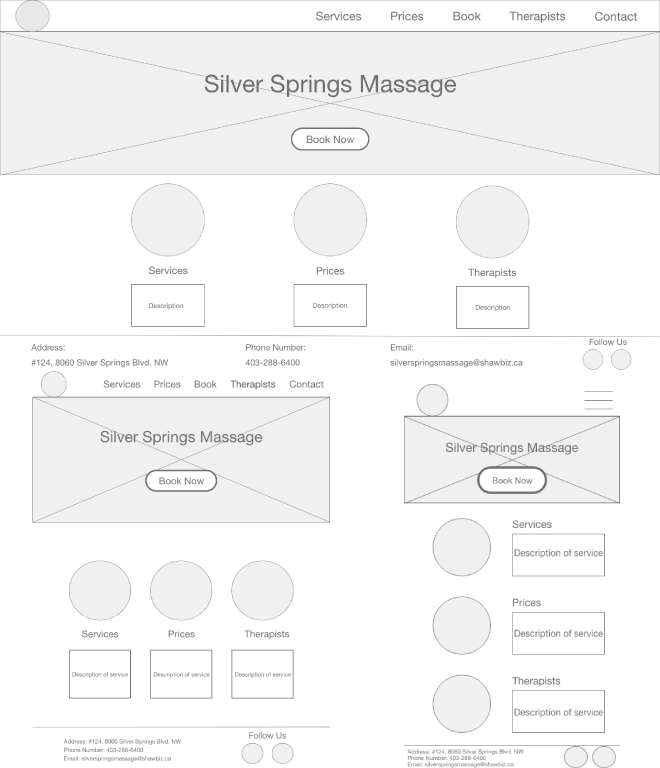 Services Prices Book Therapists Contact
Silver Springs Massage
Book Now
Services Prices Therapists
Description Description Description
Address: Phone Number: Email: Follow Us
#124, 8060 Silver Springs Blvd. NW 403-288-6400 silverspringsmassage@shawbiz.ca
Services Prices Book Therapists Contact
Silver Springs Massage
Book Now
Services Prices Therapists
Description of service Description of service Description of service
Address: #124, 8060 Silver Springs Blvd. NW
Phone Number: 403-288-6400
Email: silverspringsmassage@shawbiz.ca
Follow Us
Silver Springs Massage
Book Now
Services
Description of service
Prices
Description of service
Therapists
Description of service
Address: #124, 8060 Silver Springs Blvd. NW
Phone Number: 403-288-6400
Email: silverspringsmassage@shawbiz.ca